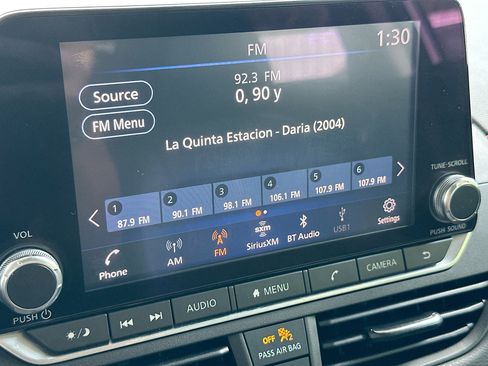 FM
1:30
Source
92.3 FM
0, 90 y
FM Menu
La Quinta Estacion - Daria (2004)
1
87.9 FM
2
90.1 FM
3
98.1 FM
4
106.1 FM
5
107.9 FM
6
107.9 FM
Phone
AM
FM
sxm
SiriusXM
BT Audio
USB1
Settings
VOL
PUSH
TUNE·SCROLL
PUSH SOUND
AUDIO
MENU
CAMERA
OFF 2
PASS AIR BAG